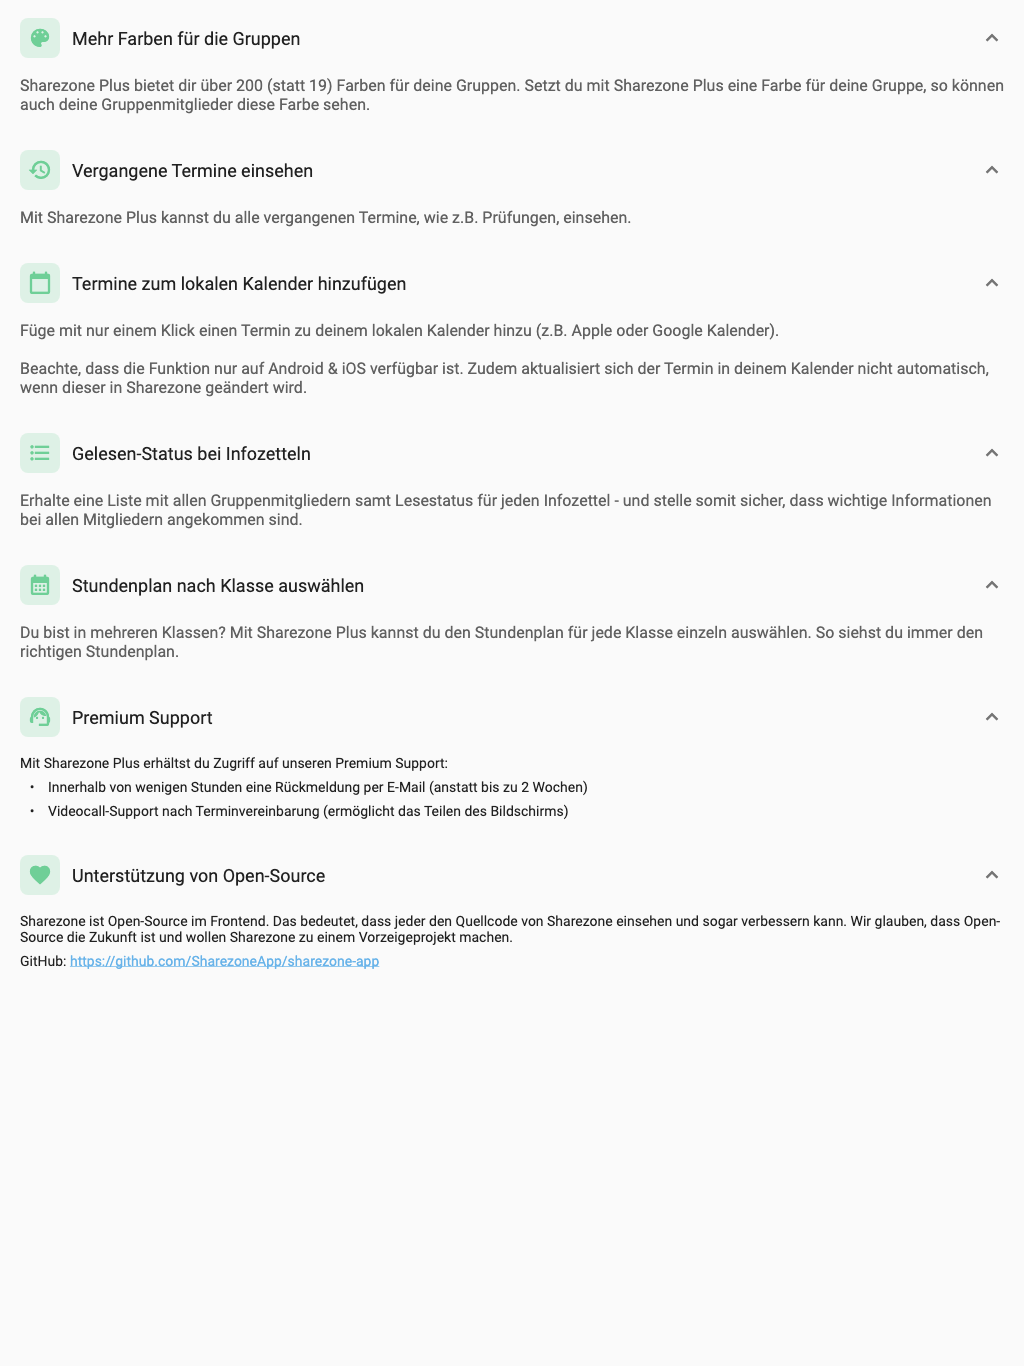 Mehr Farben für die Gruppen
Sharezone Plus bietet dir über 200 (statt 19) Farben für deine Gruppen. Setzt du mit Sharezone Plus eine Farbe für deine Gruppe, so können
auch deine Gruppenmitglieder diese Farbe sehen.
Vergangene Termine einsehen
Mit Sharezone Plus kannst du alle vergangenen Termine, wie z.B. Prüfungen, einsehen.
Termine zum lokalen Kalender hinzufügen
Füge mit nur einem Klick einen Termin zu deinem lokalen Kalender hinzu (z.B. Apple oder Google Kalender).
Beachte, dass die Funktion nur auf Android & iOS verfügbar ist. Zudem aktualisiert sich der Termin in deinem Kalender nicht automatisch,
wenn dieser in Sharezone geändert wird.
Gelesen-Status bei Infozetteln
Erhalte eine Liste mit allen Gruppenmitgliedern samt Lesestatus für jeden Infozettel - und stelle somit sicher, dass wichtige Informationen
bei allen Mitgliedern angekommen sind.
Stundenplan nach Klasse auswählen
Du bist in mehreren Klassen? Mit Sharezone Plus kannst du den Stundenplan für jede Klasse einzeln auswählen. So siehst du immer den
richtigen Stundenplan.
Premium Support
Mit Sharezone Plus erhältst du Zugriff auf unseren Premium Support:
• Innerhalb von wenigen Stunden eine Rückmeldung per E-Mail (anstatt bis zu 2 Wochen)
• Videocall-Support nach Terminvereinbarung (ermöglicht das Teilen des Bildschirms)
Unterstützung von Open-Source
Sharezone ist Open-Source im Frontend. Das bedeutet, dass jeder den Quellcode von Sharezone einsehen und sogar verbessern kann. Wir glauben, dass Open-
Source die Zukunft ist und wollen Sharezone zu einem Vorzeigeprojekt machen.
GitHub: https://github.com/SharezoneApp/sharezone-app